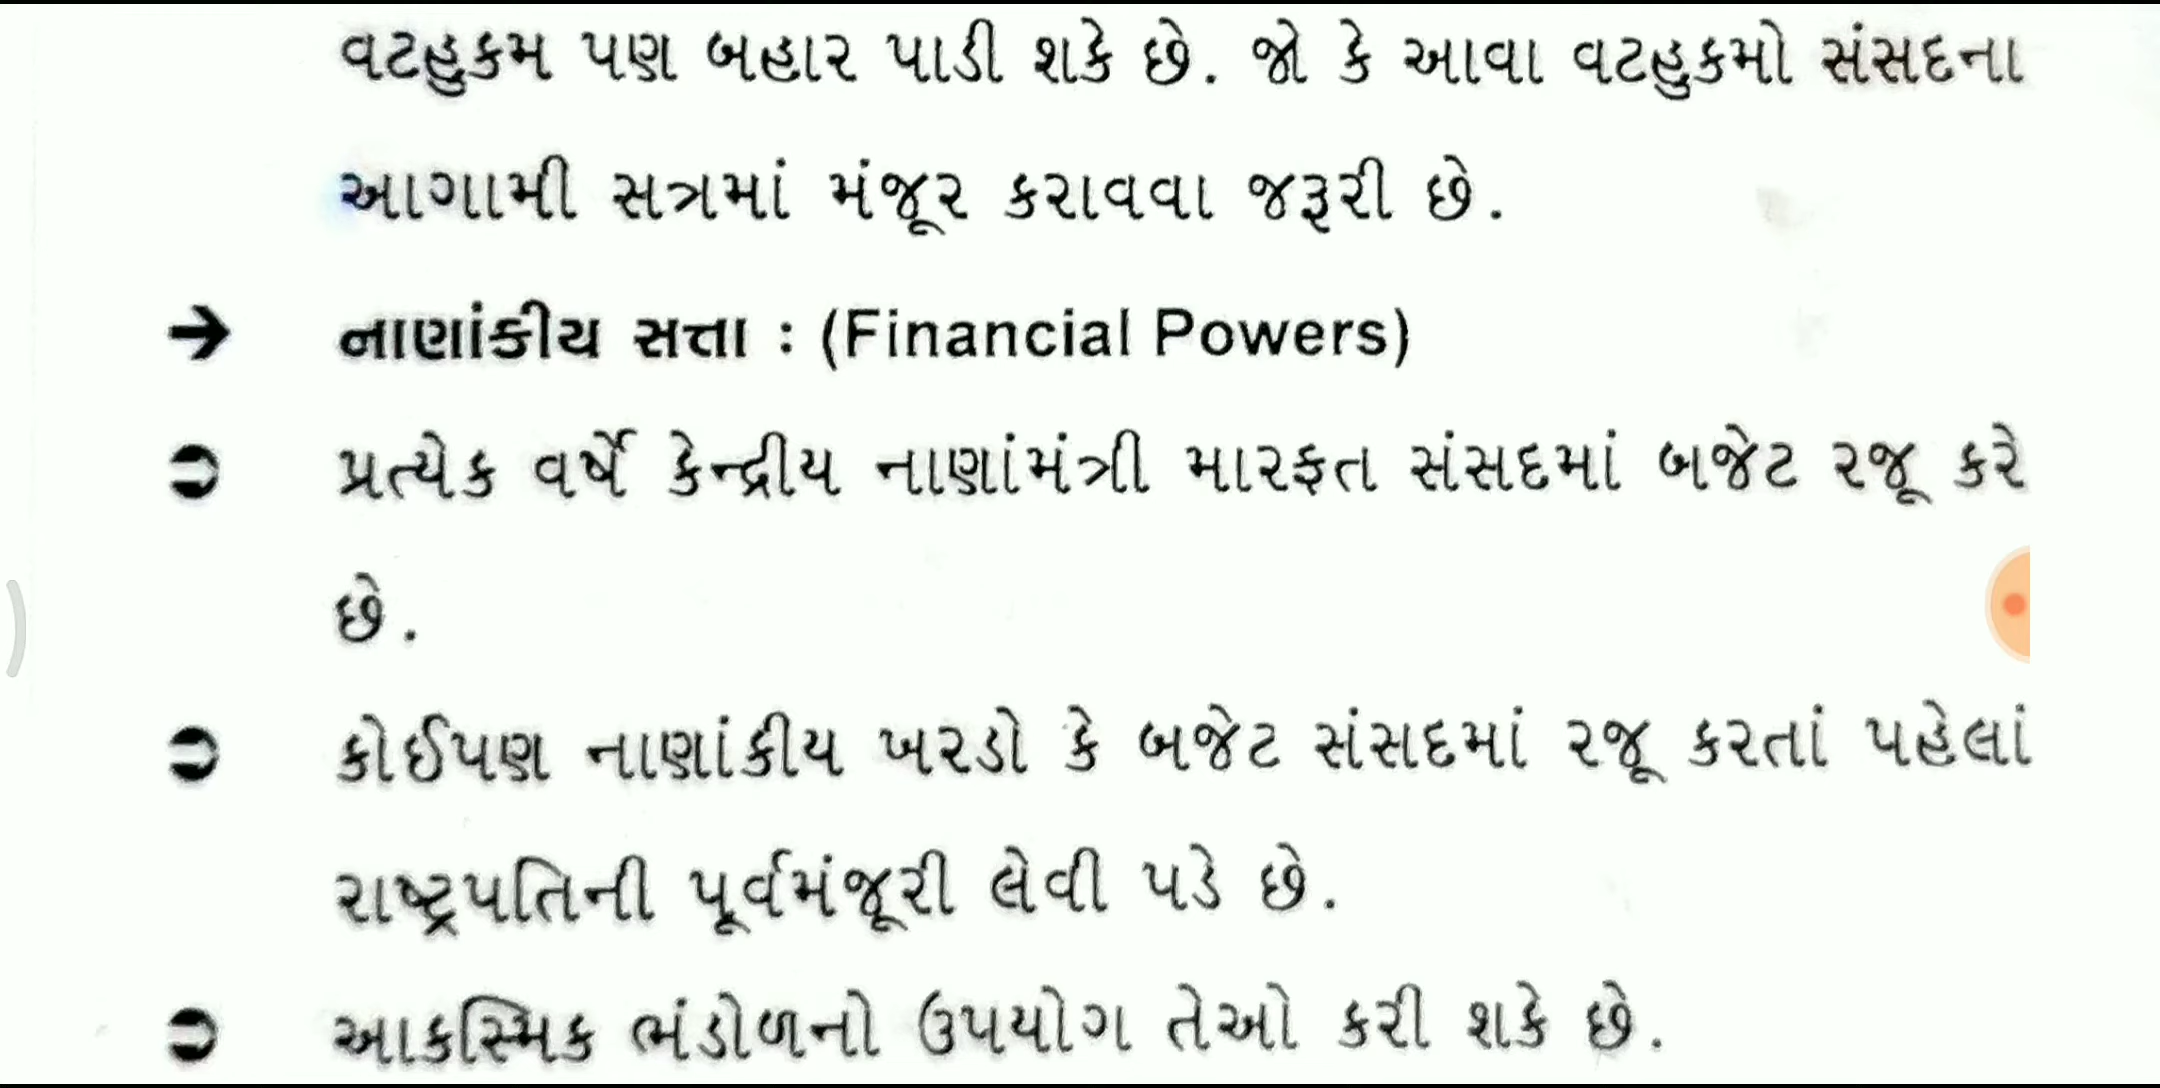 વટહુકમ પણ બહાર પાડી શકે છે. જો કે આવા વટહુકમો સંસદના
આગામી સત્રમાં મંજૂર કરાવવા જરૂરી છે.
→ નાણાંકીય સત્તા : (Financial Powers)
➲ પ્રત્યેક વર્ષે કેન્દ્રીય નાણાંમંત્રી મારફત સંસદમાં બજેટ રજૂ કરે
છે.
➲ કોઈપણ નાણાંકીય ખરડો કે બજેટ સંસદમાં રજૂ કરતાં પહેલાં
રાષ્ટ્રપતિની પૂર્વમંજૂરી લેવી પડે છે.
➲ આકસ્મિક ભંડોળનો ઉપયોગ તેઓ કરી શકે છે.